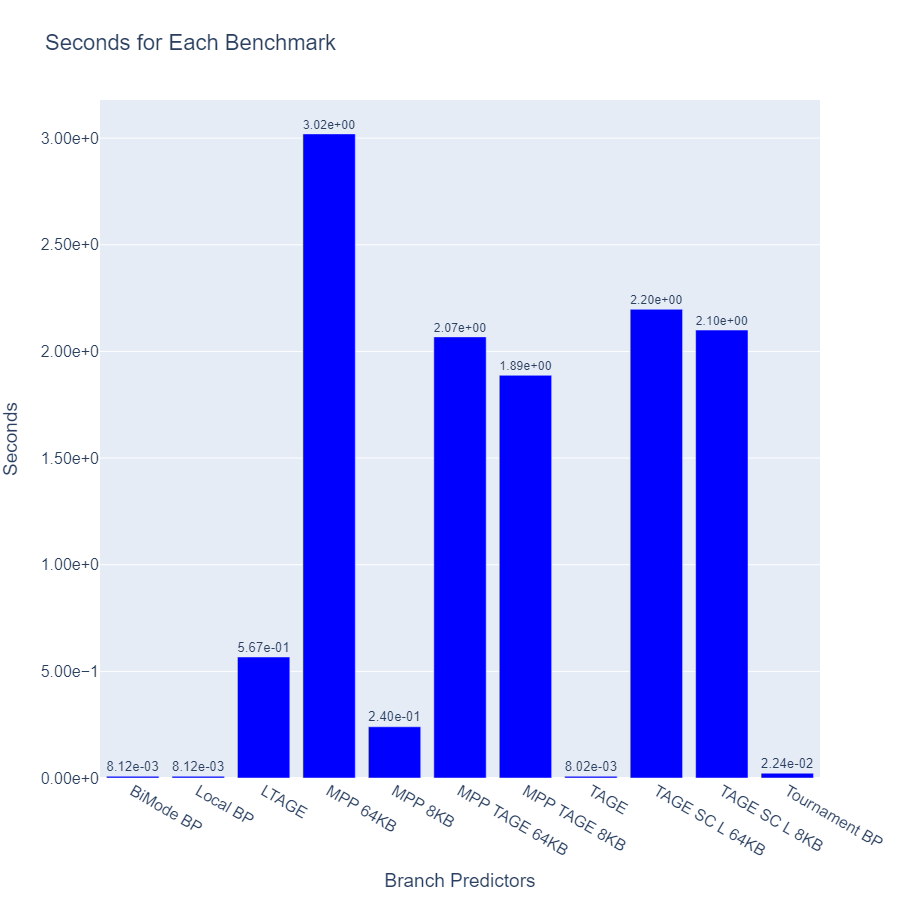 Seconds for Each Benchmark
3.00e+0
2.50e+0
2.00e+0
1.50e+0
1.00e+0
5.00e−1
0.00e+0
Seconds
8.12e-03
8.12e-03
5.67e-01
3.02e+00
2.40e-01
2.07e+00
1.89e+00
8.02e-03
2.20e+00
2.10e+00
2.24e-02
BiMode BP
Local BP
LTAGE
MPP 64KB
MPP 8KB
MPP TAGE 64KB
MPP TAGE 8KB
TAGE
TAGE SC L 64KB
TAGE SC L 8KB
Tournament BP
Branch Predictors